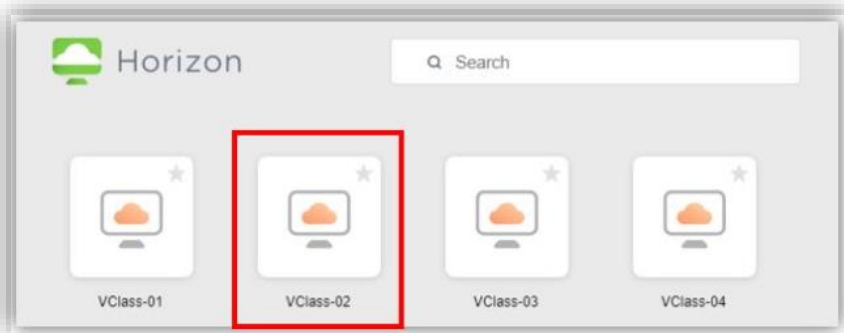 Horizon
Search
VClass-01
VClass-02
VClass-03
VClass-04